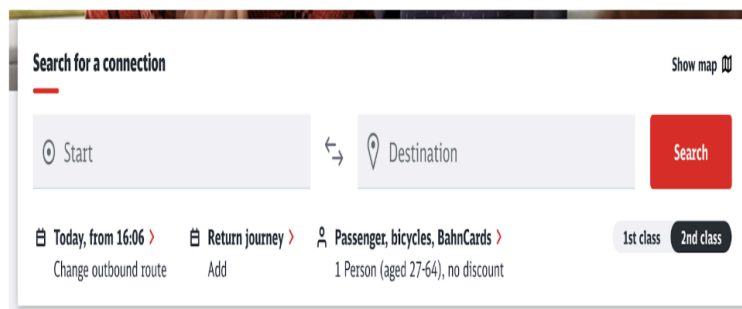 Search for a connection
Show map
Start
Destination
Search
Today, from 16:06
Return journey
Passenger, bicycles, BahnCards
1st class
2nd class
Change outbound route
Add
1 Person (aged 27-64), no discount